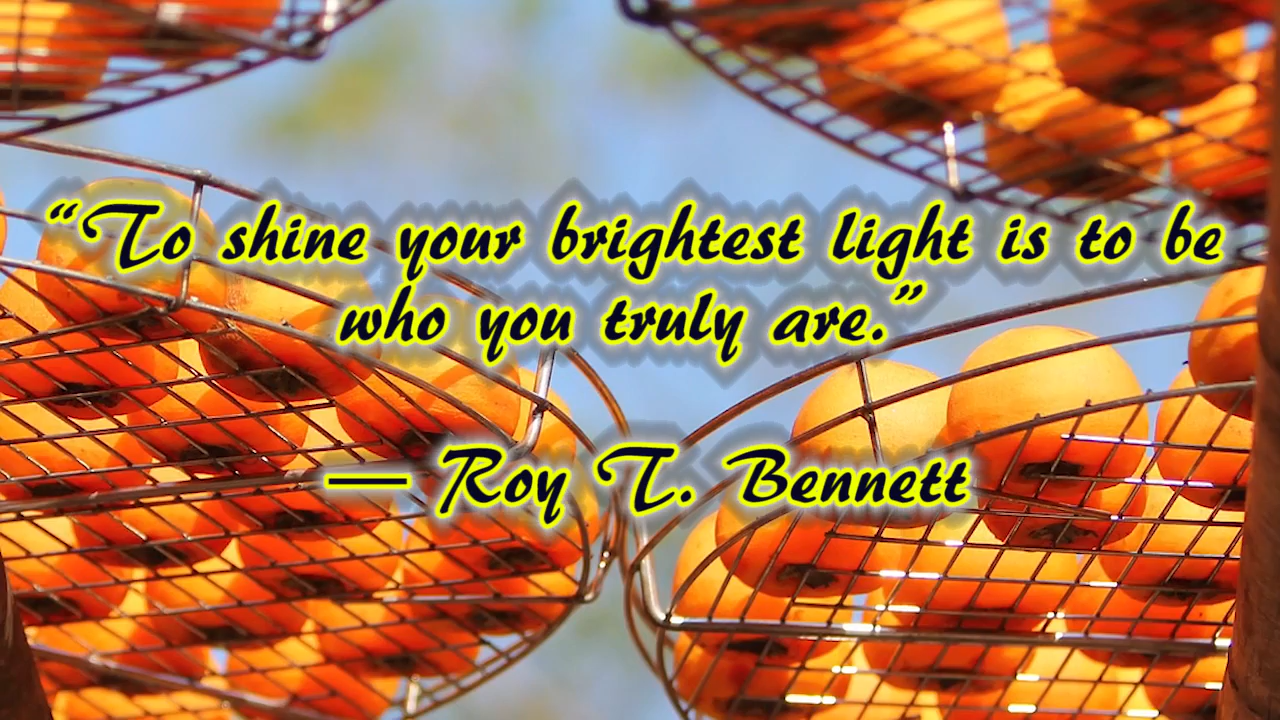 “To shine your brightest light is to be
who you truly are.”
— Roy T. Bennett